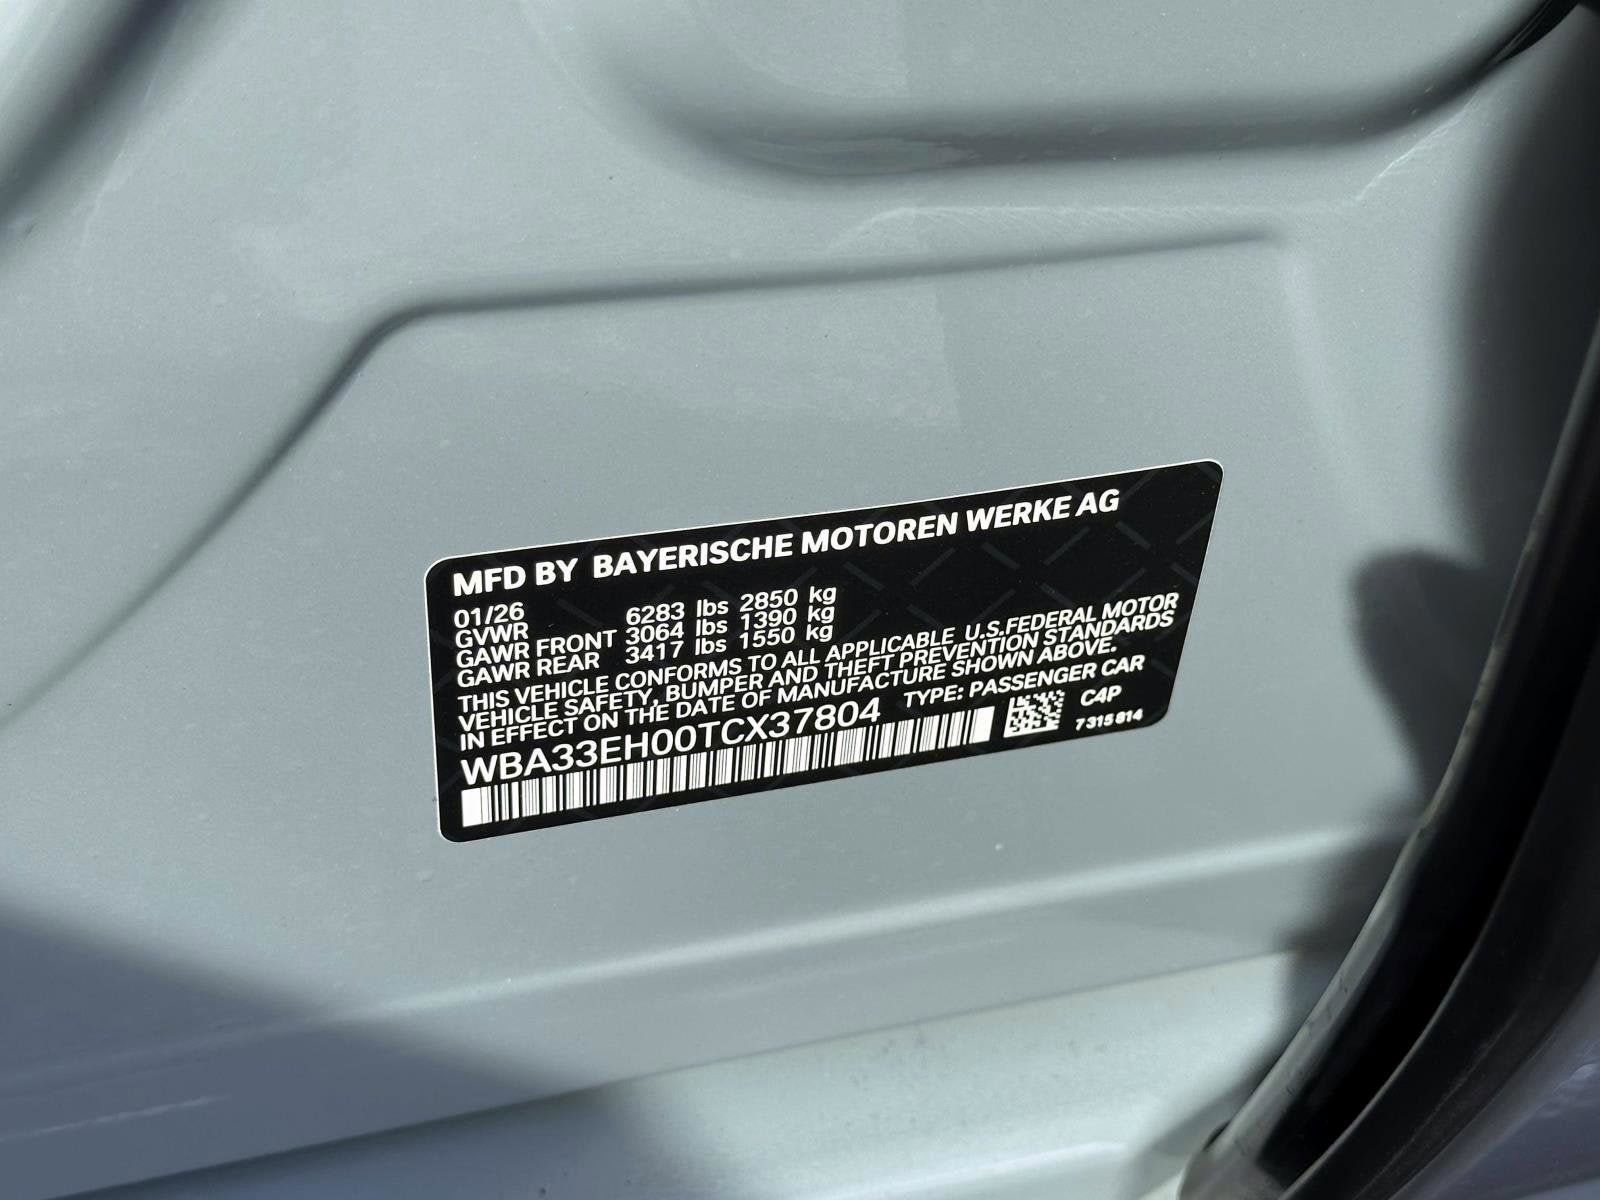 MFD BY BAYERISCHE MOTOREN WERKE AG
01/26
GVWR 6283 lbs 2850 kg
GAWR FRONT 3064 lbs 1390 kg
GAWR REAR 3417 lbs 1550 kg
THIS VEHICLE CONFORMS TO ALL APPLICABLE U.S.FEDERAL MOTOR
VEHICLE SAFETY, BUMPER AND THEFT PREVENTION STANDARDS
IN EFFECT ON THE DATE OF MANUFACTURE SHOWN ABOVE.
WBA33EH00TCX37804 TYPE: PASSENGER CAR
C4P
7315814